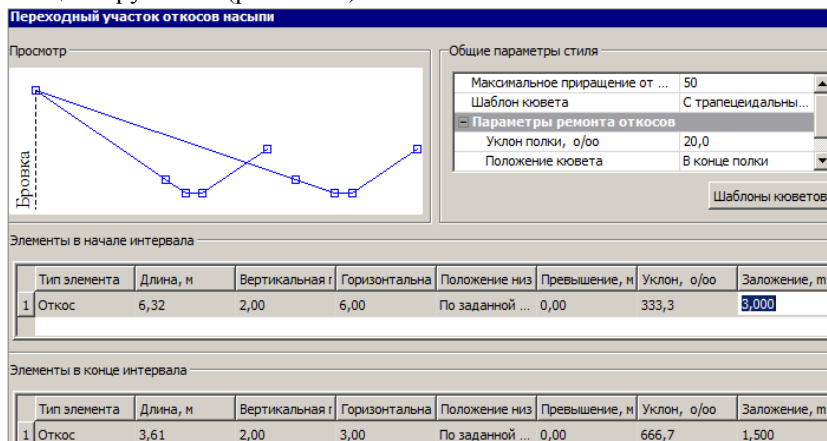 Переходный участок откосов насыпи
Просмотр
Бровка
Общие параметры стиля
Максимальное приращение от ... 50
Шаблон кювета С трапецеидальны...
Параметры ремонта откосов
Уклон полки, о/оо 20,0
Положение кювета В конце полки
Шаблоны кюветов
Элементы в начале интервала
Тип элемента Длина, м Вертикальная г Горизонтальна Положение низ Превышение, м Уклон, о/оо Заложение, m
1 Откос 6,32 2,00 6,00 По заданной ... 0,00 333,3 3,000
Элементы в конце интервала
Тип элемента Длина, м Вертикальная г Горизонтальна Положение низ Превышение, м Уклон, о/оо Заложение, m
1 Откос 3,61 2,00 3,00 По заданной ... 0,00 666,7 1,500